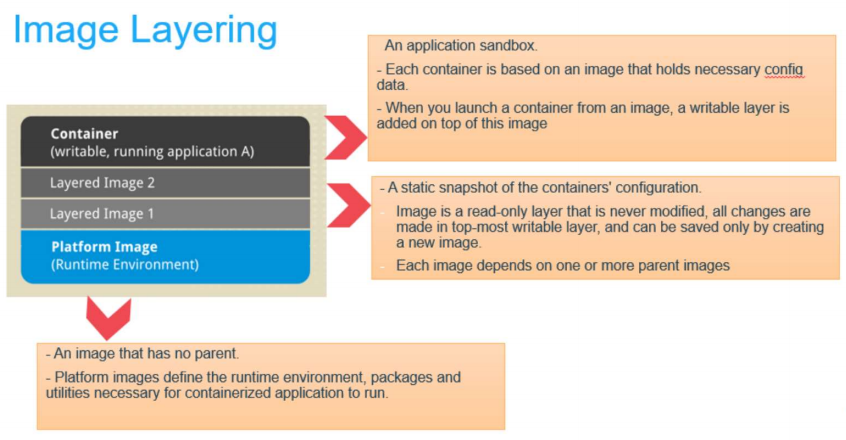 Image Layering
An application sandbox.
- Each container is based on an image that holds necessary config
data.
- When you launch a container from an image, a writable layer is
added on top of this image
Container
(writable, running application A)
Layered Image 2
Layered Image 1
Platform Image
(Runtime Environment)
- A static snapshot of the containers' configuration.
- Image is a read-only layer that is never modified, all changes are
made in top-most writable layer, and can be saved only by creating
a new image.
- Each image depends on one or more parent images
- An image that has no parent.
- Platform images define the runtime environment, packages and
utilities necessary for containerized application to run.